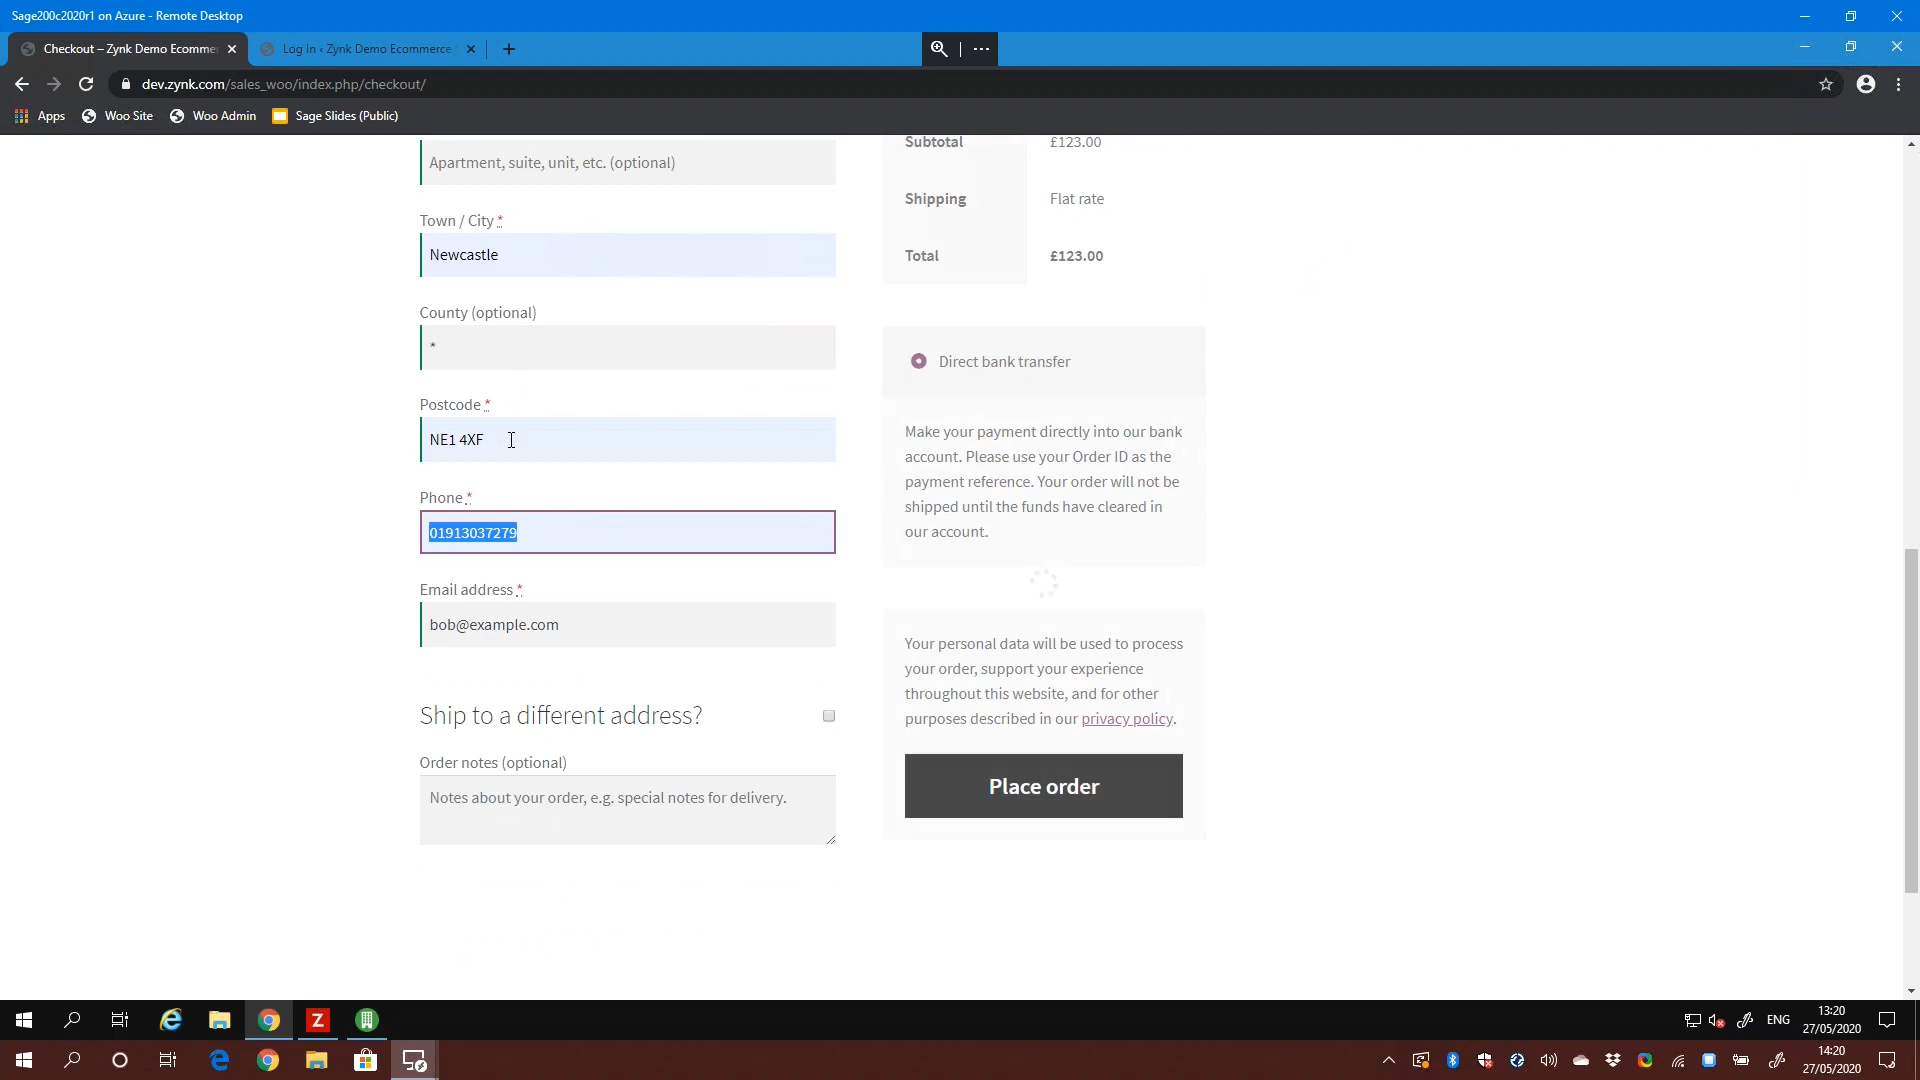 Sage200c2020r1 on Azure - Remote Desktop
Checkout – Zynk Demo Ecommer
Log In ‹ Zynk Demo Ecommerce
dev.zynk.com/sales_woo/index.php/checkout/
Apps
Woo Site
Woo Admin
Sage Slides (Public)
Apartment, suite, unit, etc. (optional)
Town / City *
Newcastle
County (optional)
*
Postcode *
NE1 4XF
Phone *
01913037279
Email address *
bob@example.com
Ship to a different address?
Order notes (optional)
Notes about your order, e.g. special notes for delivery.
Subtotal £123.00
Shipping Flat rate
Total £123.00
Direct bank transfer
Make your payment directly into our bank
account. Please use your Order ID as the
payment reference. Your order will not be
shipped until the funds have cleared in
our account.
Your personal data will be used to process
your order, support your experience
throughout this website, and for other
purposes described in our privacy policy.
Place order
Z
ENG
13:20
27/05/2020
14:20
27/05/2020